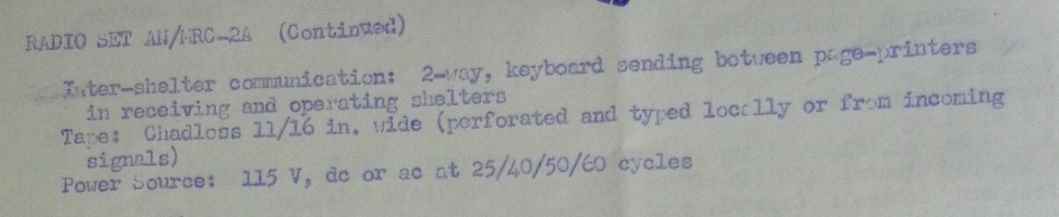 RADIO SET AN/MRC-2A (Continued)
Inter-shelter communication: 2-way, keyboard sending between page-printers
in receiving and operating shelters
Tape: Chadless 11/16 in. wide (perforated and typed locally or from incoming
signals)
Power Source: 115 V, dc or ac at 25/40/50/60 cycles